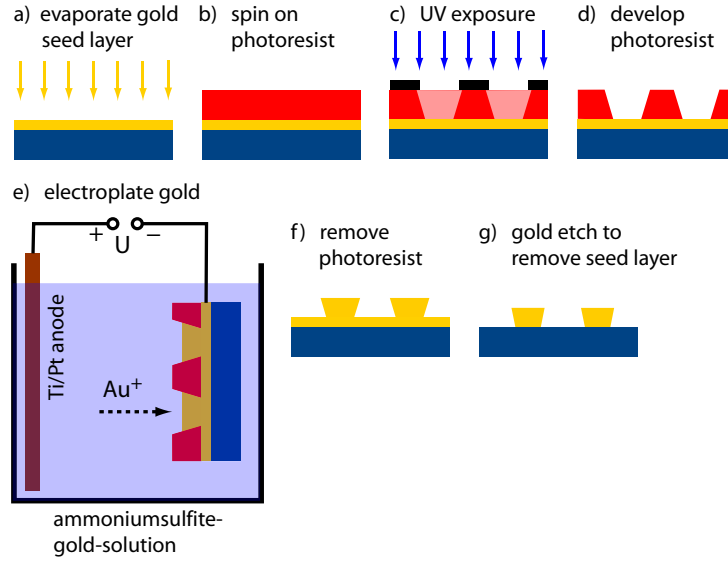 a) evaporate gold
seed layer
b) spin on
photoresist
c) UV exposure
d) develop
photoresist
e) electroplate gold
+ U −
Ti/Pt anode
Au+
ammoniumsulfite-
gold-solution
f) remove
photoresist
g) gold etch to
remove seed layer